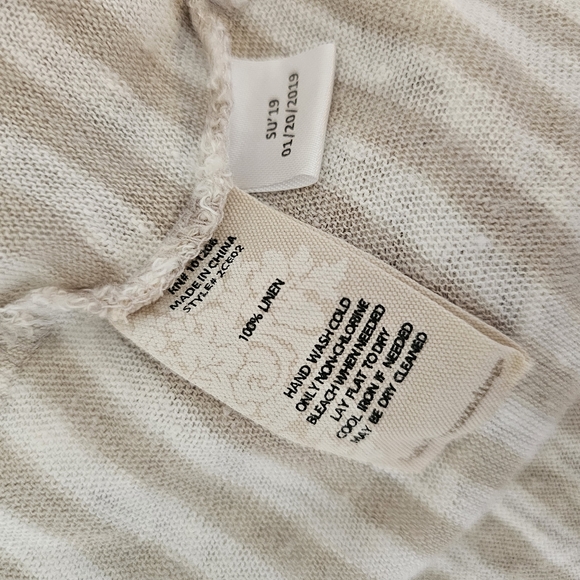 SU'19
01/20/2019
RN# 101206
MADE IN CHINA
STYLE# 2C602
100% LINEN
HAND WASH COLD
ONLY NON-CHLORINE
BLEACH WHEN NEEDED
LAY FLAT TO DRY
COOL IRON IF NEEDED
MAY BE DRY CLEANED